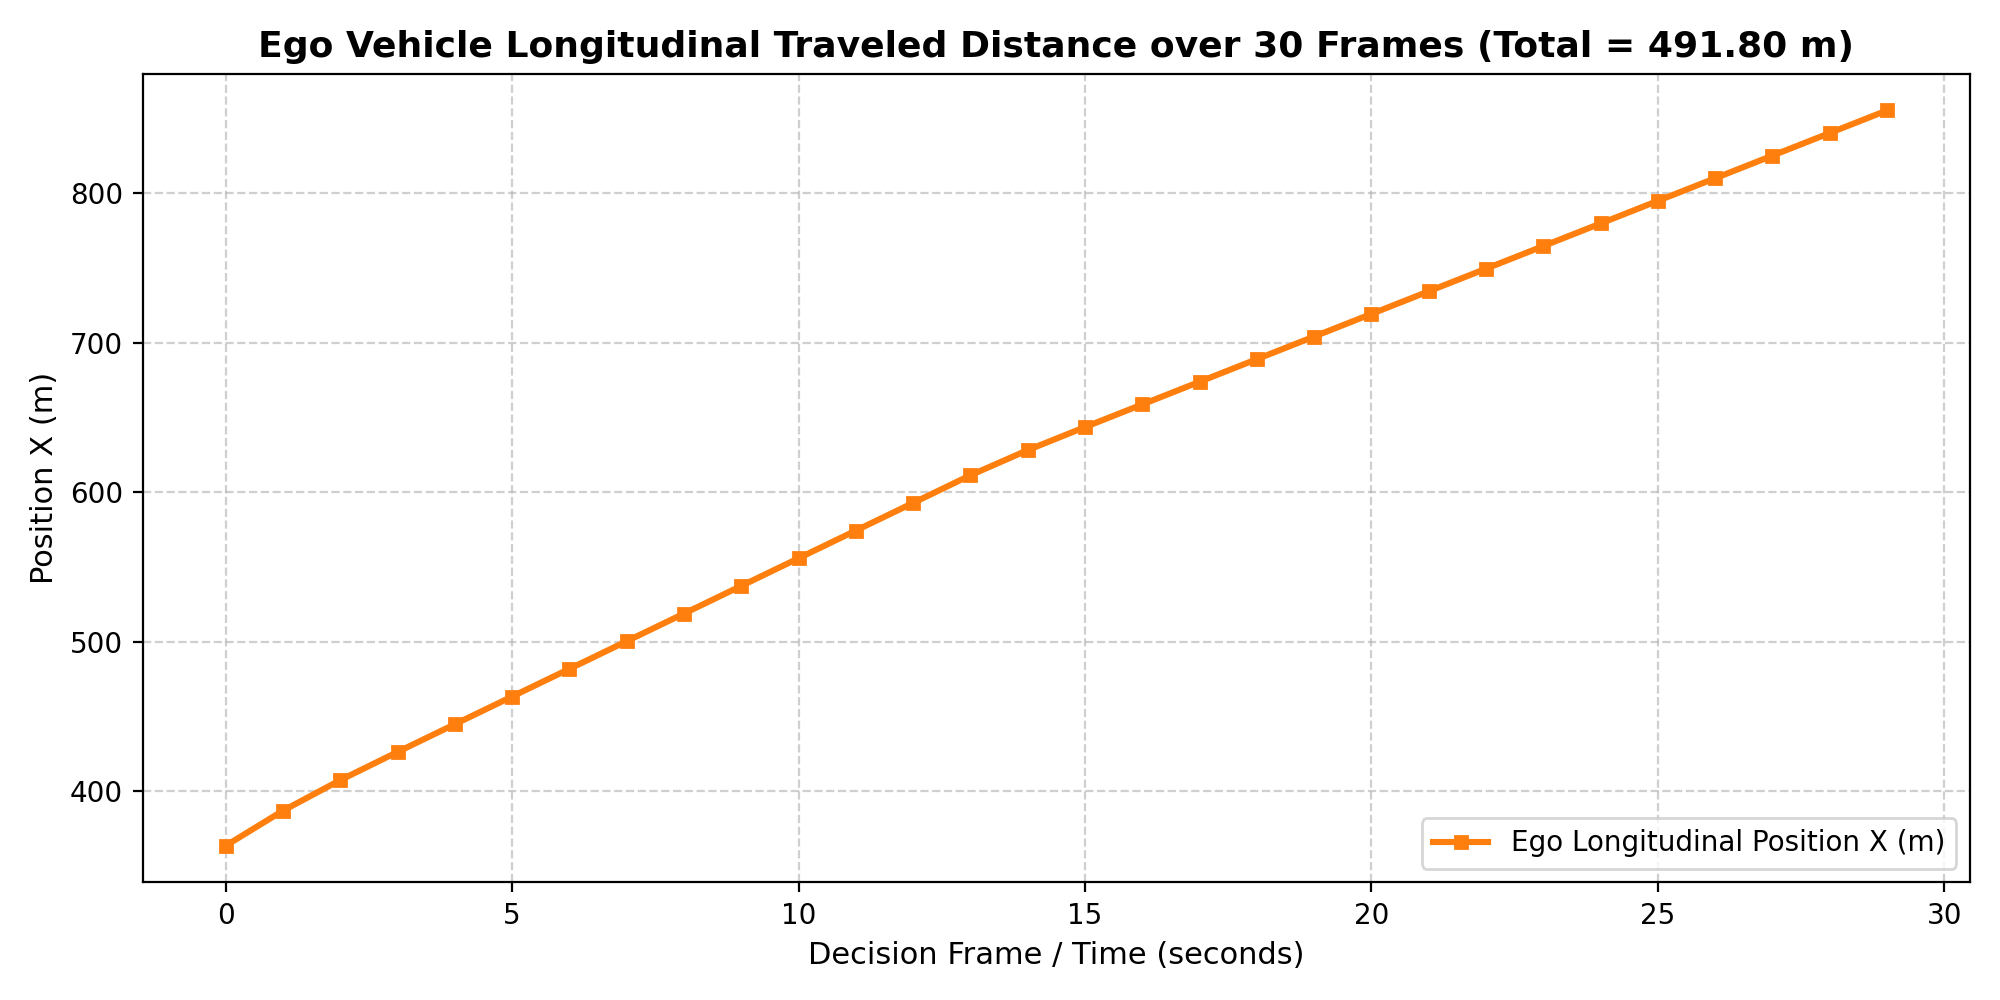 Ego Vehicle Longitudinal Traveled Distance over 30 Frames (Total = 491.80 m)
800
700
600
500
400
Position X (m)
Ego Longitudinal Position X (m)
0 5 10 15 20 25 30
Decision Frame / Time (seconds)